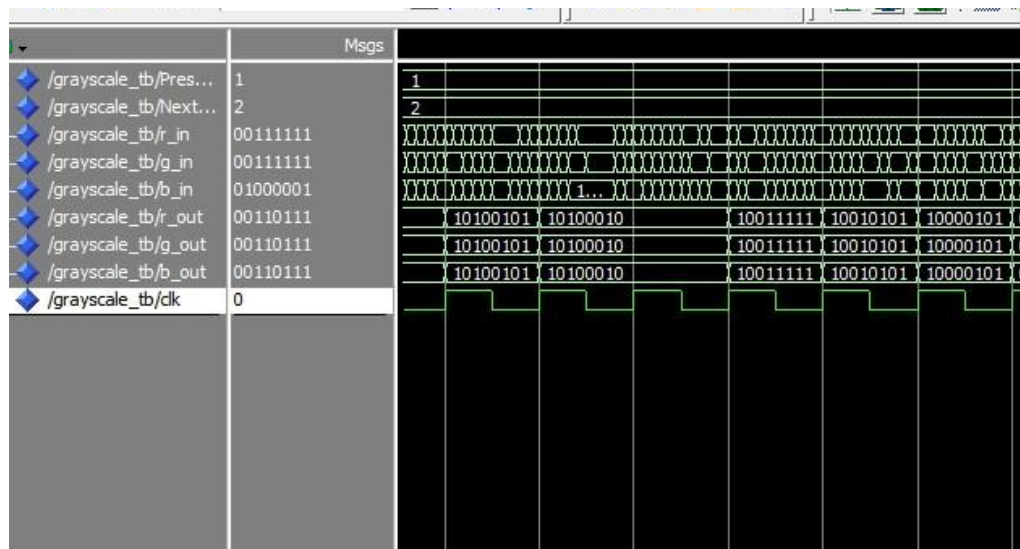 Msgs
/grayscale_tb/Pres... 1 1
/grayscale_tb/Next... 2 2
/grayscale_tb/r_in 00111111
/grayscale_tb/g_in 00111111
/grayscale_tb/b_in 01000001 1...
/grayscale_tb/r_out 00110111 10100101 10100010 10011111 10010101 10000101
/grayscale_tb/g_out 00110111 10100101 10100010 10011111 10010101 10000101
/grayscale_tb/b_out 00110111 10100101 10100010 10011111 10010101 10000101
/grayscale_tb/clk 0